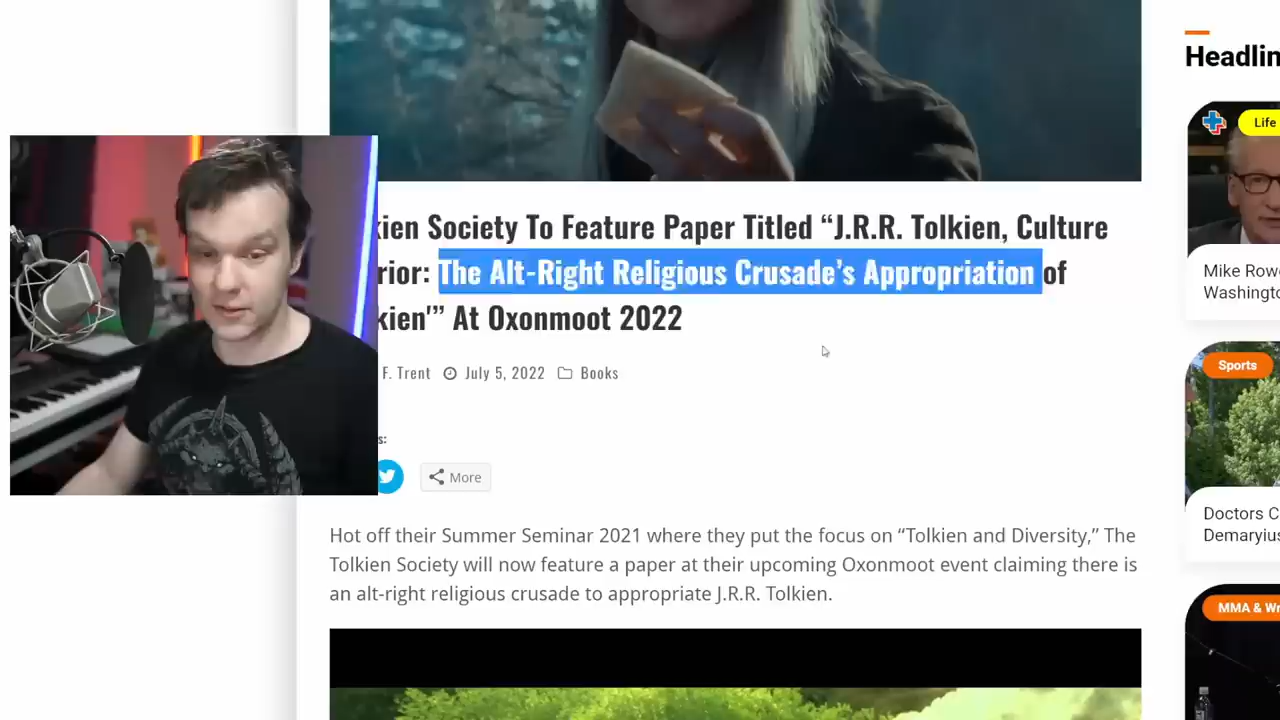 kien Society To Feature Paper Titled “J.R.R. Tolkien, Culture
rior: The Alt-Right Religious Crusade’s Appropriation of
kien'” At Oxonmoot 2022
F. Trent July 5, 2022 Books
s:
More
Hot off their Summer Seminar 2021 where they put the focus on “Tolkien and Diversity,” The
Tolkien Society will now feature a paper at their upcoming Oxonmoot event claiming there is
an alt-right religious crusade to appropriate J.R.R. Tolkien.
Headlin
Life
Mike Row
Washingt
Sports
Doctors C
Demaryiu
MMA & Wr